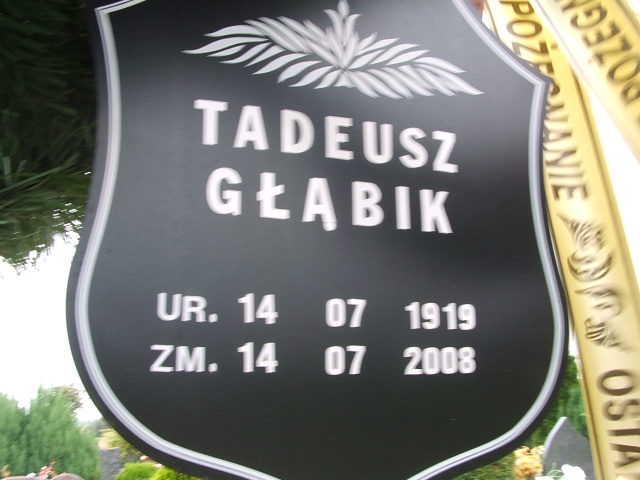 TADEUSZ
GŁĄBIK
UR. 14 07 1919
ZM. 14 07 2008
POŻEGNANIE